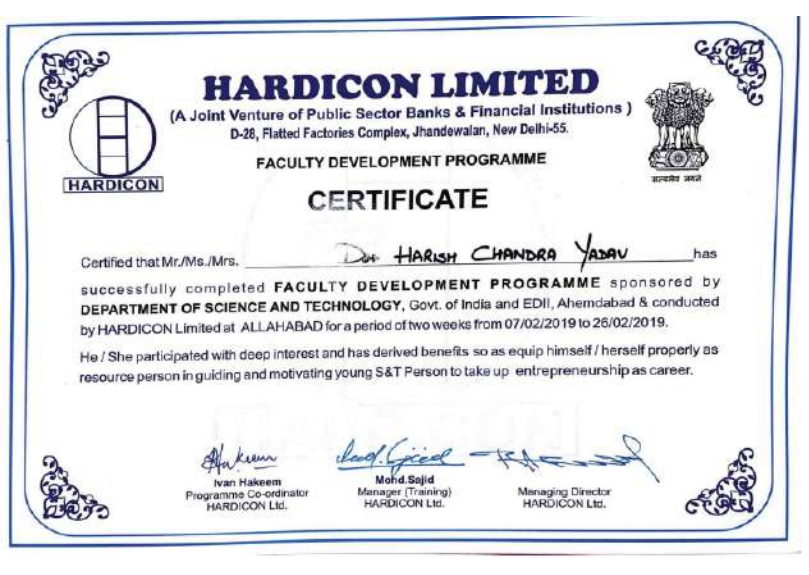 HARDICON LIMITED
(A Joint Venture of Public Sector Banks & Financial Institutions )
D-28, Flatted Factories Complex, Jhandewalan, New Delhi-55.
HARDICON
सत्यमेव जयते
FACULTY DEVELOPMENT PROGRAMME
CERTIFICATE
Certified that Mr./Ms./Mrs. HARISH CHANDRA YADAV has
successfully completed FACULTY DEVELOPMENT PROGRAMME sponsored by
DEPARTMENT OF SCIENCE AND TECHNOLOGY, Govt. of India and EDII, Ahemdabad & conducted
by HARDICON Limited at ALLAHABAD for a period of two weeks from 07/02/2019 to 26/02/2019.
He / She participated with deep interest and has derived benefits so as equip himself / herself properly as
resource person in guiding and motivating young S&T Person to take up entrepreneurship as career.
Ivan Hakeem
Programme Co-ordinator
HARDICON Ltd.
Mohd.Sajid
Manager (Training)
HARDICON Ltd.
Managing Director
HARDICON Ltd.